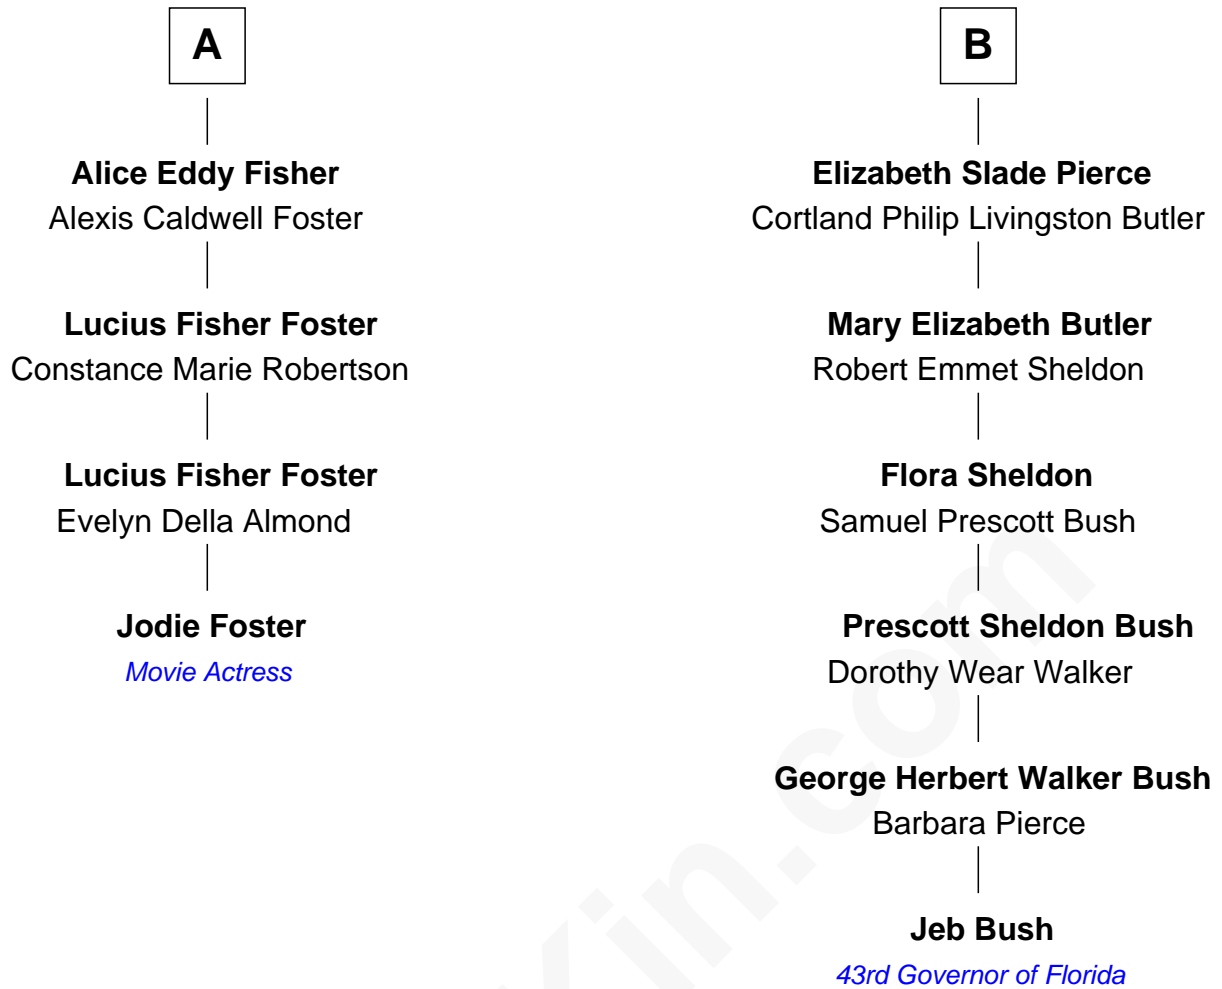 A
Alice Eddy Fisher
Alexis Caldwell Foster
Lucius Fisher Foster
Constance Marie Robertson
Lucius Fisher Foster
Evelyn Della Almond
Jodie Foster
Movie Actress
B
Elizabeth Slade Pierce
Cortland Philip Livingston Butler
Mary Elizabeth Butler
Robert Emmet Sheldon
Flora Sheldon
Samuel Prescott Bush
Prescott Sheldon Bush
Dorothy Wear Walker
George Herbert Walker Bush
Barbara Pierce
Jeb Bush
43rd Governor of Florida
Kin.com